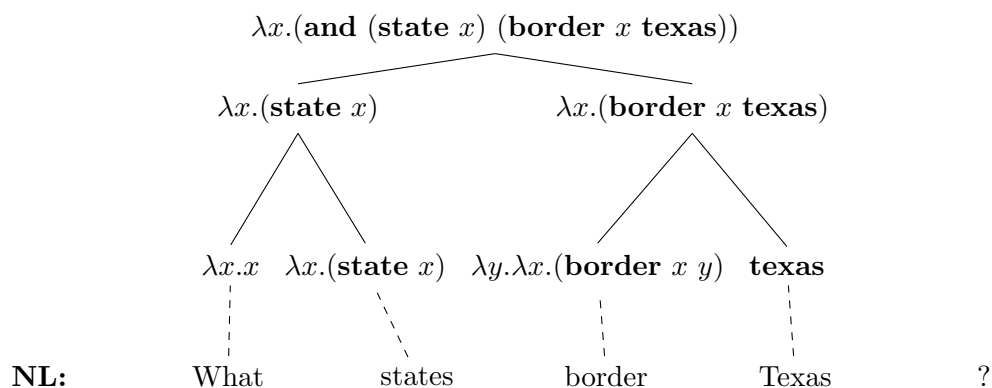 λx.(and (state x) (border x texas))
λx.(state x) λx.(border x texas)
λx.x λx.(state x) λy.λx.(border x y) texas
NL: What states border Texas ?